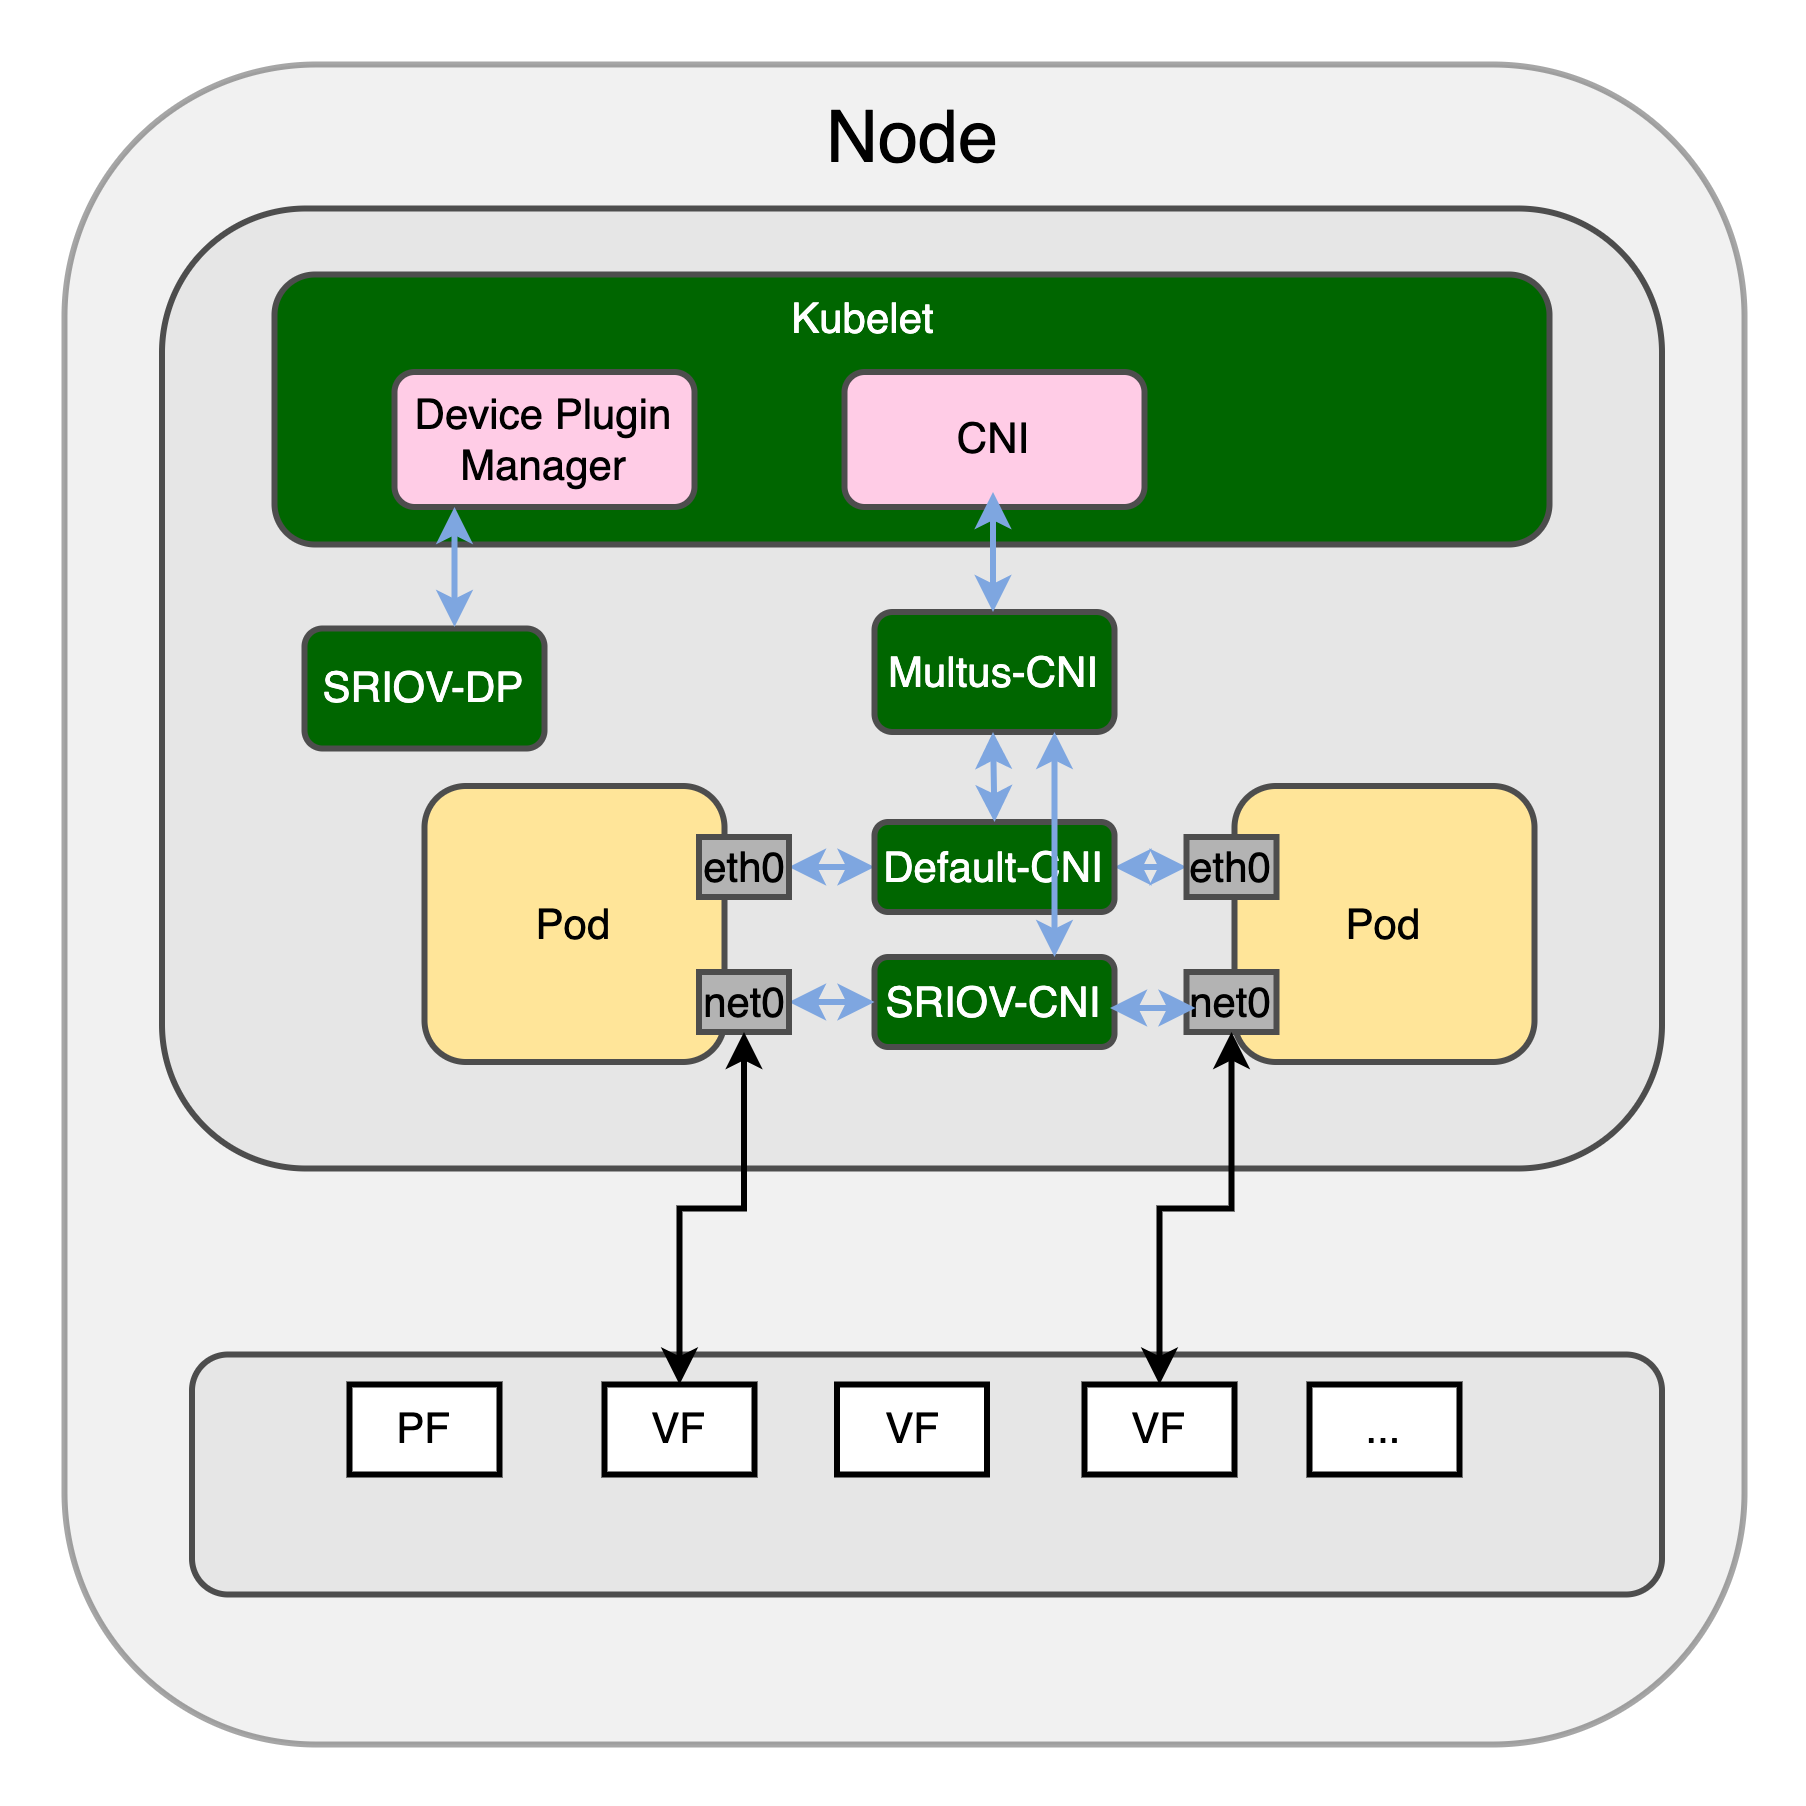 Node
Kubelet
Device Plugin
Manager
CNI
SRIOV-DP
Multus-CNI
eth0
Default-CNI
eth0
Pod
Pod
net0
SRIOV-CNI
net0
PF
VF
VF
VF
...